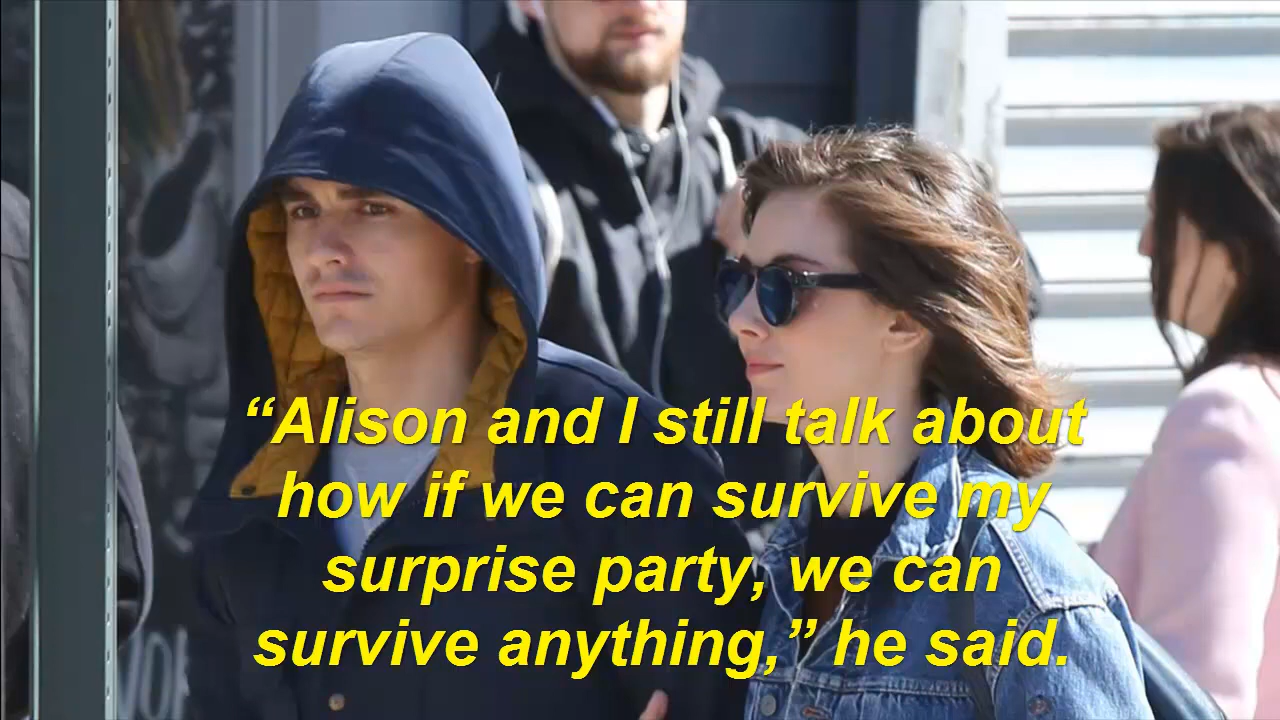 “Alison and I still talk about
how if we can survive my
surprise party, we can
survive anything,” he said.